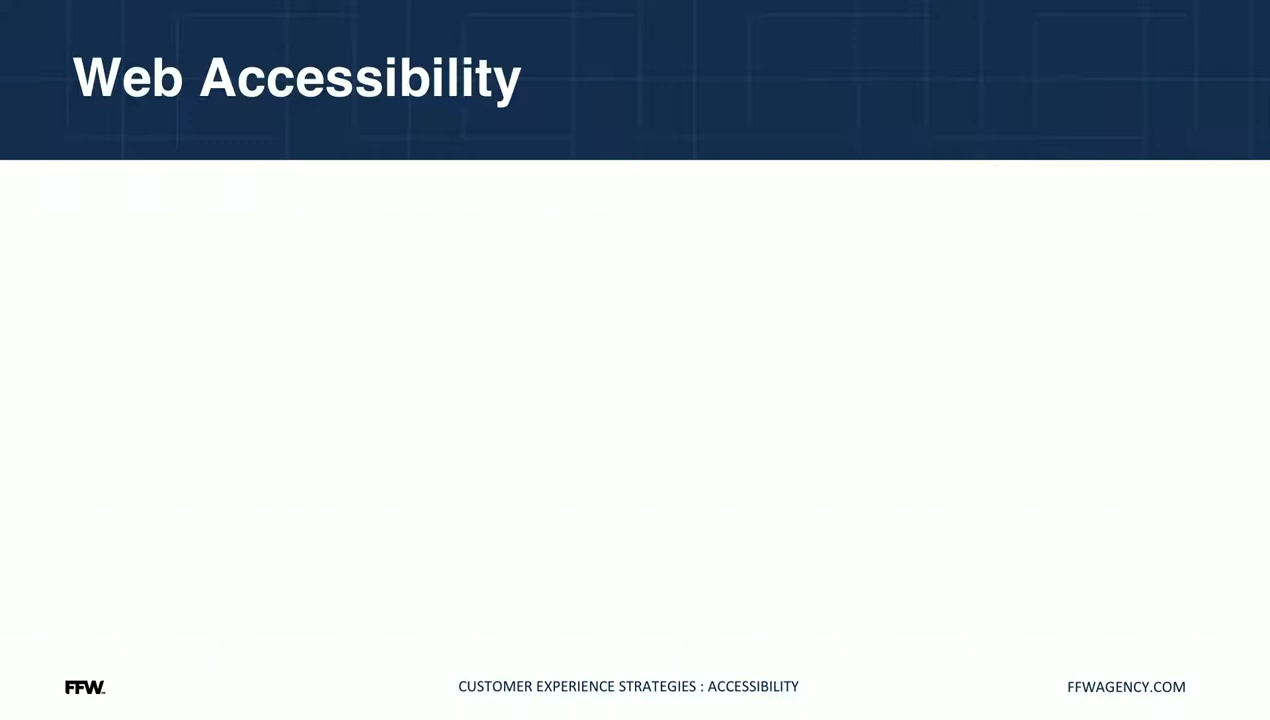 Web Accessibility
FFW
CUSTOMER EXPERIENCE STRATEGIES : ACCESSIBILITY
FFWAGENCY.COM